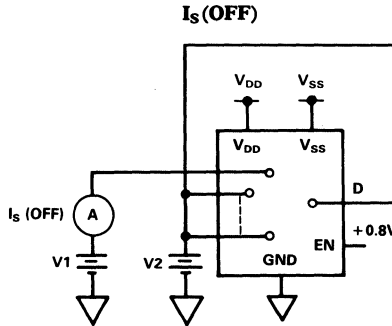 IS (OFF)
VDD VSS
VDD VSS
D
IS (OFF) A
+0.8V
EN
V1 V2
GND